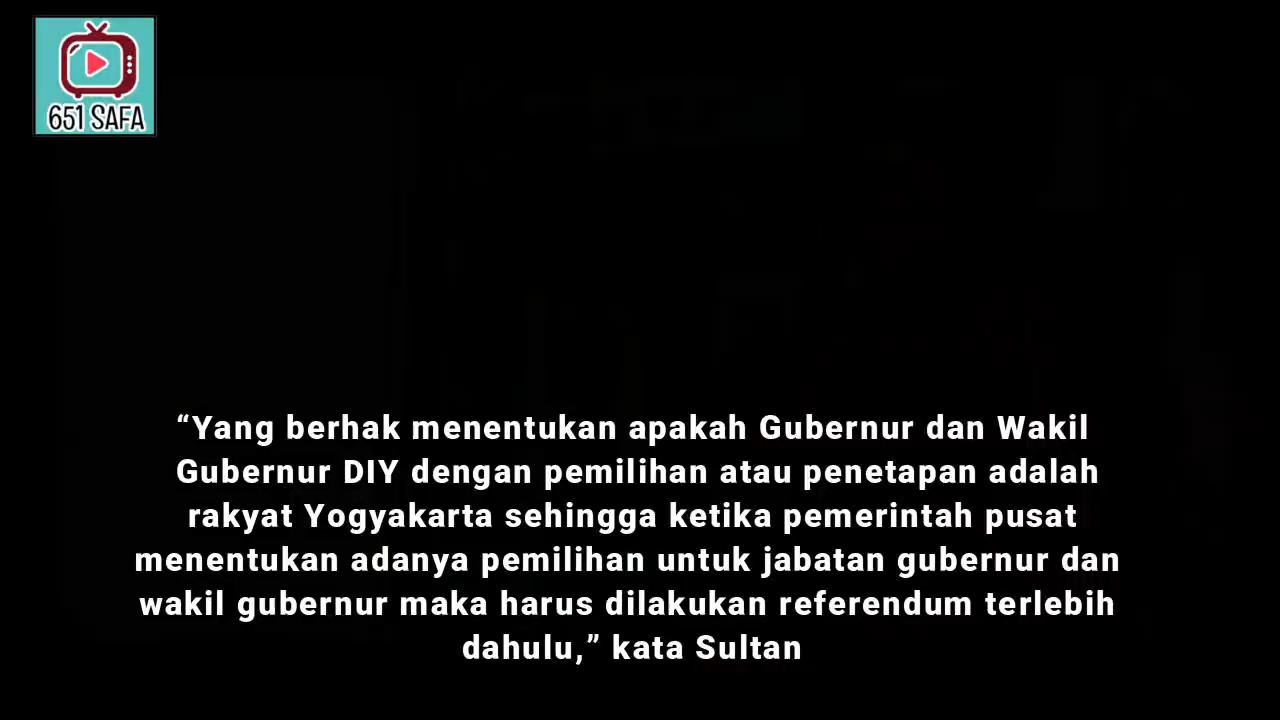 651 SAFA
“Yang berhak menentukan apakah Gubernur dan Wakil
Gubernur DIY dengan pemilihan atau penetapan adalah
rakyat Yogyakarta sehingga ketika pemerintah pusat
menentukan adanya pemilihan untuk jabatan gubernur dan
wakil gubernur maka harus dilakukan referendum terlebih
dahulu,” kata Sultan